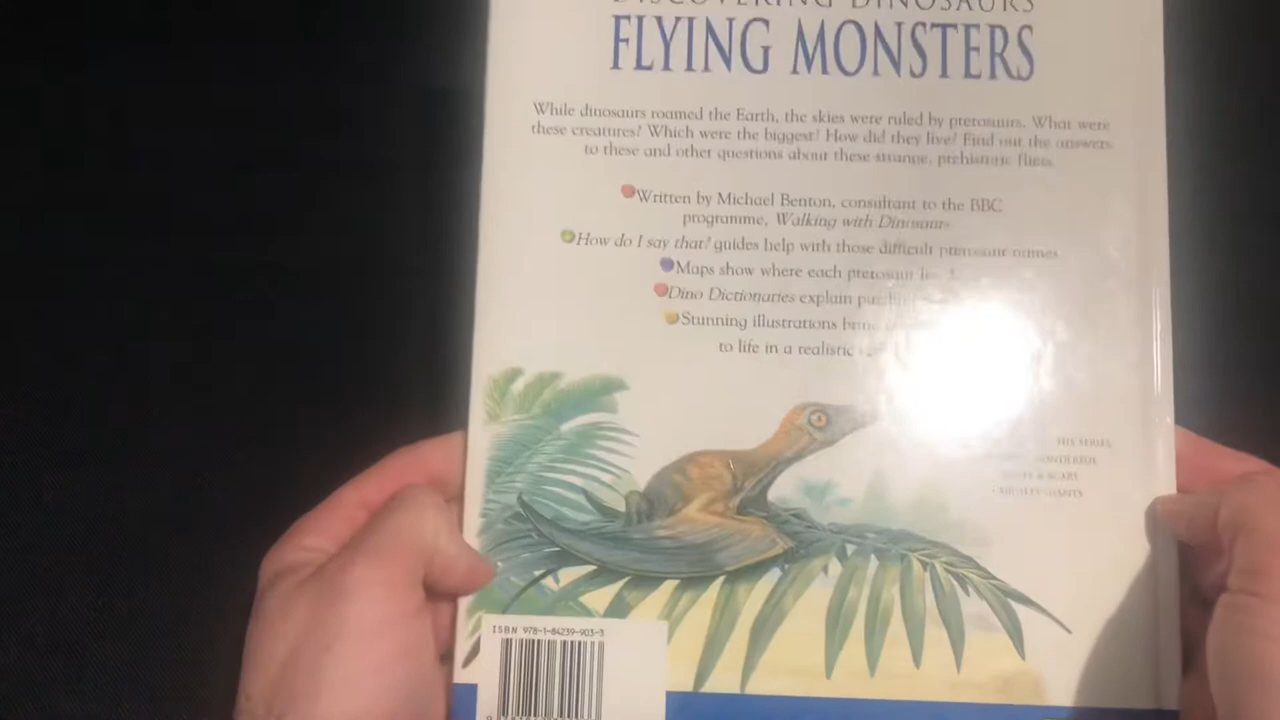 DISCOVERING DINOSAURS
FLYING MONSTERS
While dinosaurs roamed the Earth, the skies were ruled by pterosaurs. What were
these creatures? Which were the biggest? How did they live? Find out the answers
to these and other questions about these strange, prehistoric fliers.
Written by Michael Benton, consultant to the BBC
programme, Walking with Dinosaurs
How do I say that? guides help with those difficult pterosaur names
Maps show where each pterosaur
Dino Dictionaries explain
Stunning illustrations
to life in a realistic
SERIES
ISBN 978-1-84239-903-3